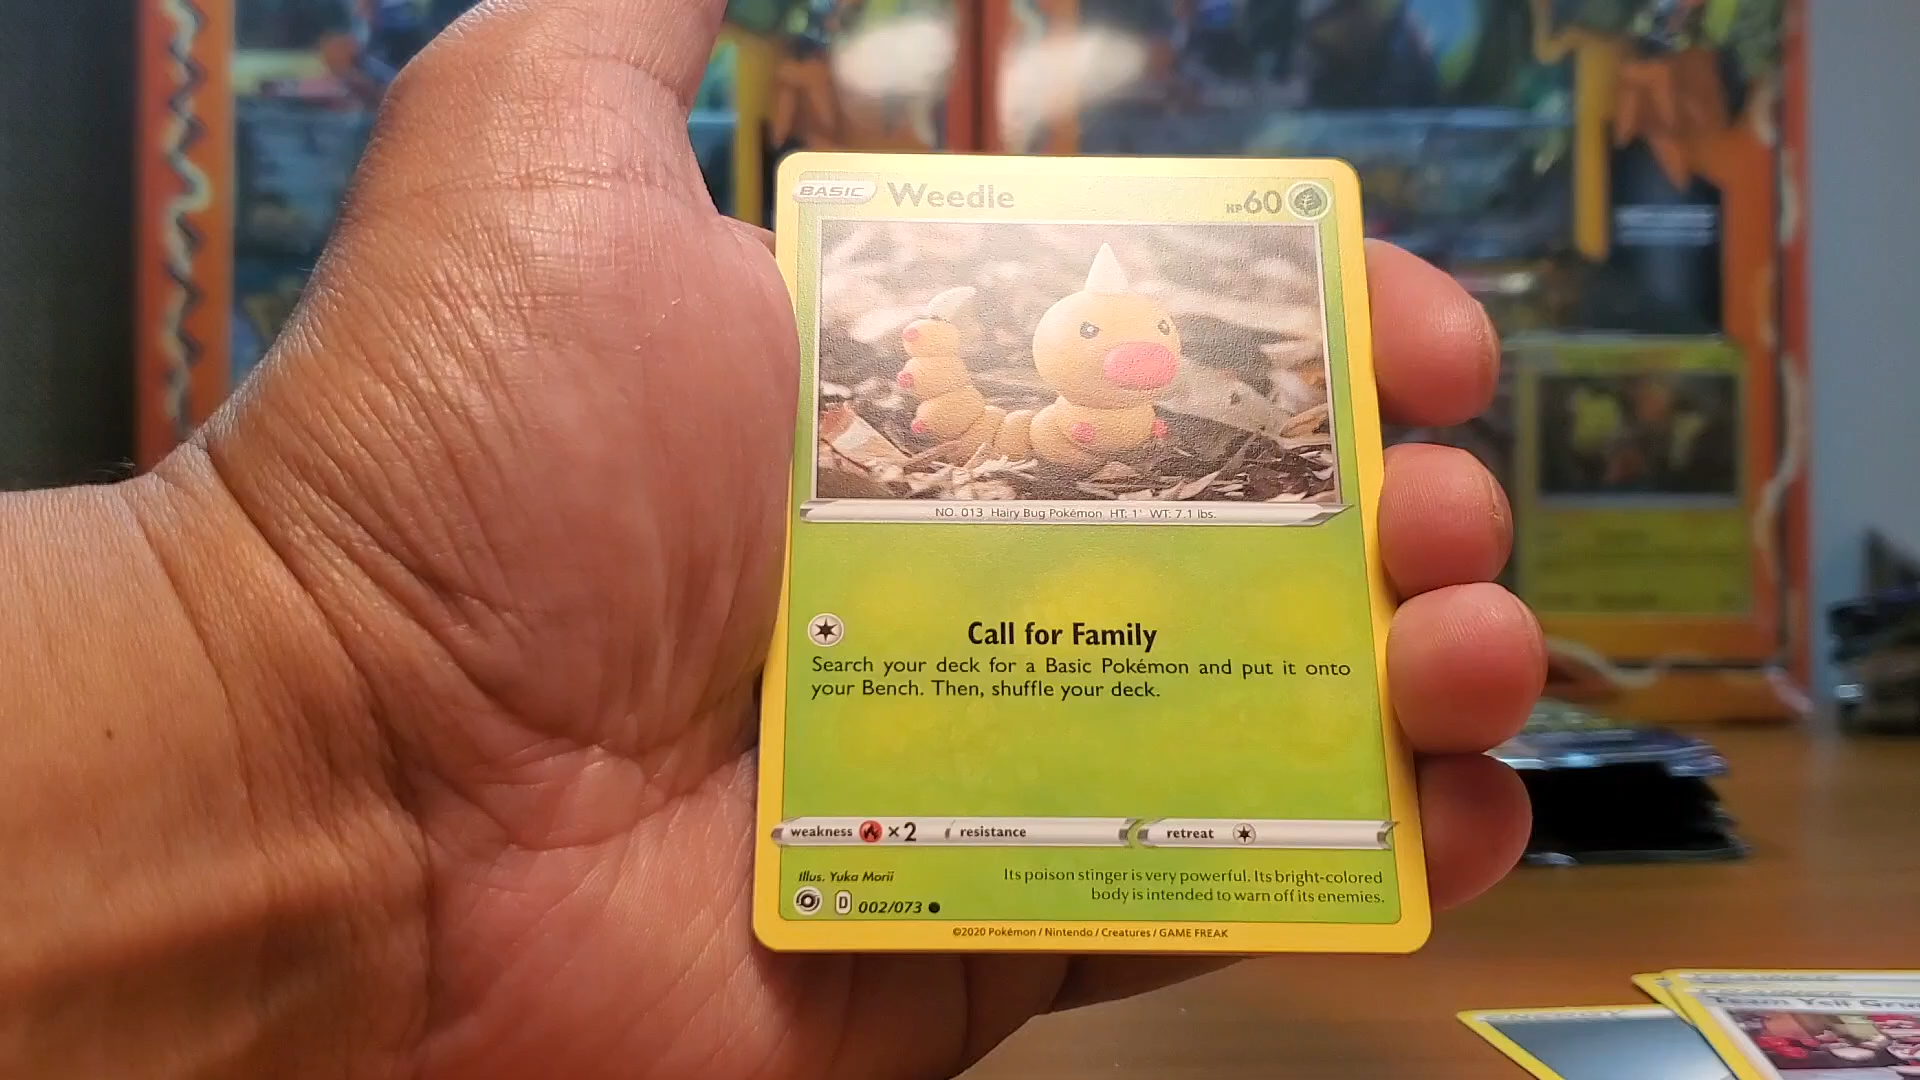 BASIC Weedle HP60
NO. 013 Hairy Bug Pokémon HT: 1' WT: 7.1 lbs.
Call for Family
Search your deck for a Basic Pokémon and put it onto
your Bench. Then, shuffle your deck.
weakness ×2 resistance retreat
Illus. Yuka Morii
Its poison stinger is very powerful. Its bright-colored
body is intended to warn off its enemies.
D 002/073
©2020 Pokémon / Nintendo / Creatures / GAME FREAK
Team Yell